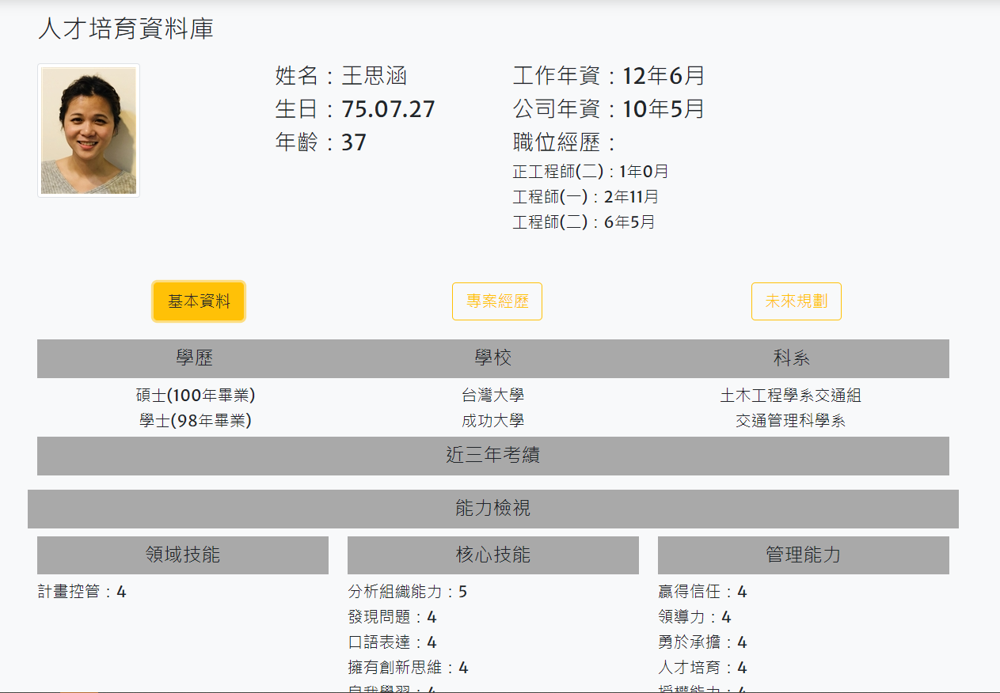 人才培育資料庫
姓名：王思涵
生日：75.07.27
年齡：37
工作年資：12年6月
公司年資：10年5月
職位經歷：
正工程師(二)：1年0月
工程師(一)：2年11月
工程師(二)：6年5月
基本資料 專案經歷 未來規劃
學歷 學校 科系
碩士(100年畢業) 台灣大學 土木工程學系交通組
學士(98年畢業) 成功大學 交通管理科學系
近三年考績
能力檢視
領域技能 核心技能 管理能力
計畫控管：4 分析組織能力：5 贏得信任：4
發現問題：4 領導力：4
口語表達：4 勇於承擔：4
擁有創新思維：4 人才培育：4
自我學習：4 授權能力：4